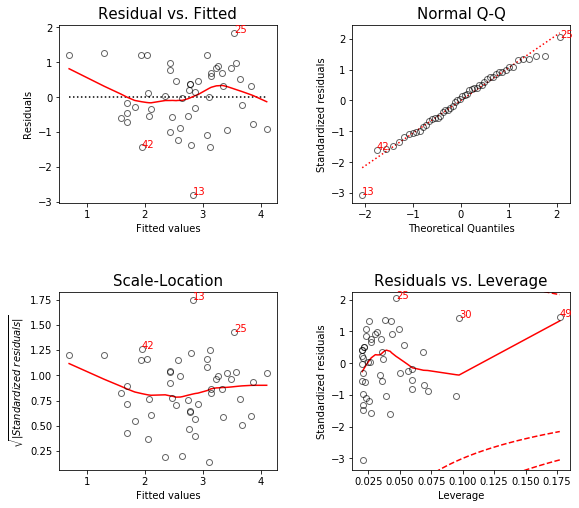 Residual vs. Fitted
Residuals
2
1
0
−1
−2
−3
25
42
13
1 2 3 4
Fitted values
Normal Q-Q
Standardized residuals
2
1
0
−1
−2
−3
25
42
13
−2 −1 0 1 2
Theoretical Quantiles
Scale-Location
√|Standardized residuals|
1.75
1.50
1.25
1.00
0.75
0.50
0.25
13
25
42
1 2 3 4
Fitted values
Residuals vs. Leverage
Standardized residuals
2
1
0
−1
−2
−3
25
30
49
0.025 0.050 0.075 0.100 0.125 0.150 0.175
Leverage